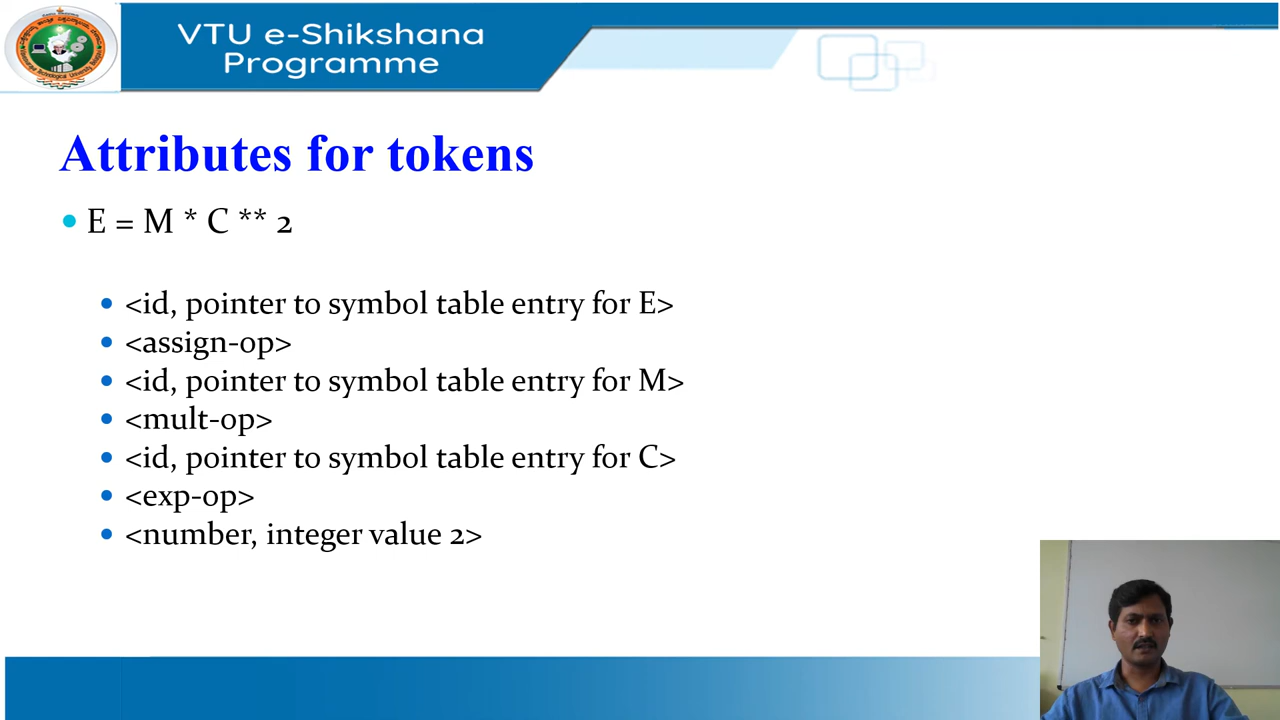 VTU e-Shikshana
Programme
Attributes for tokens
• E = M * C ** 2
• <id, pointer to symbol table entry for E>
• <assign-op>
• <id, pointer to symbol table entry for M>
• <mult-op>
• <id, pointer to symbol table entry for C>
• <exp-op>
• <number, integer value 2>